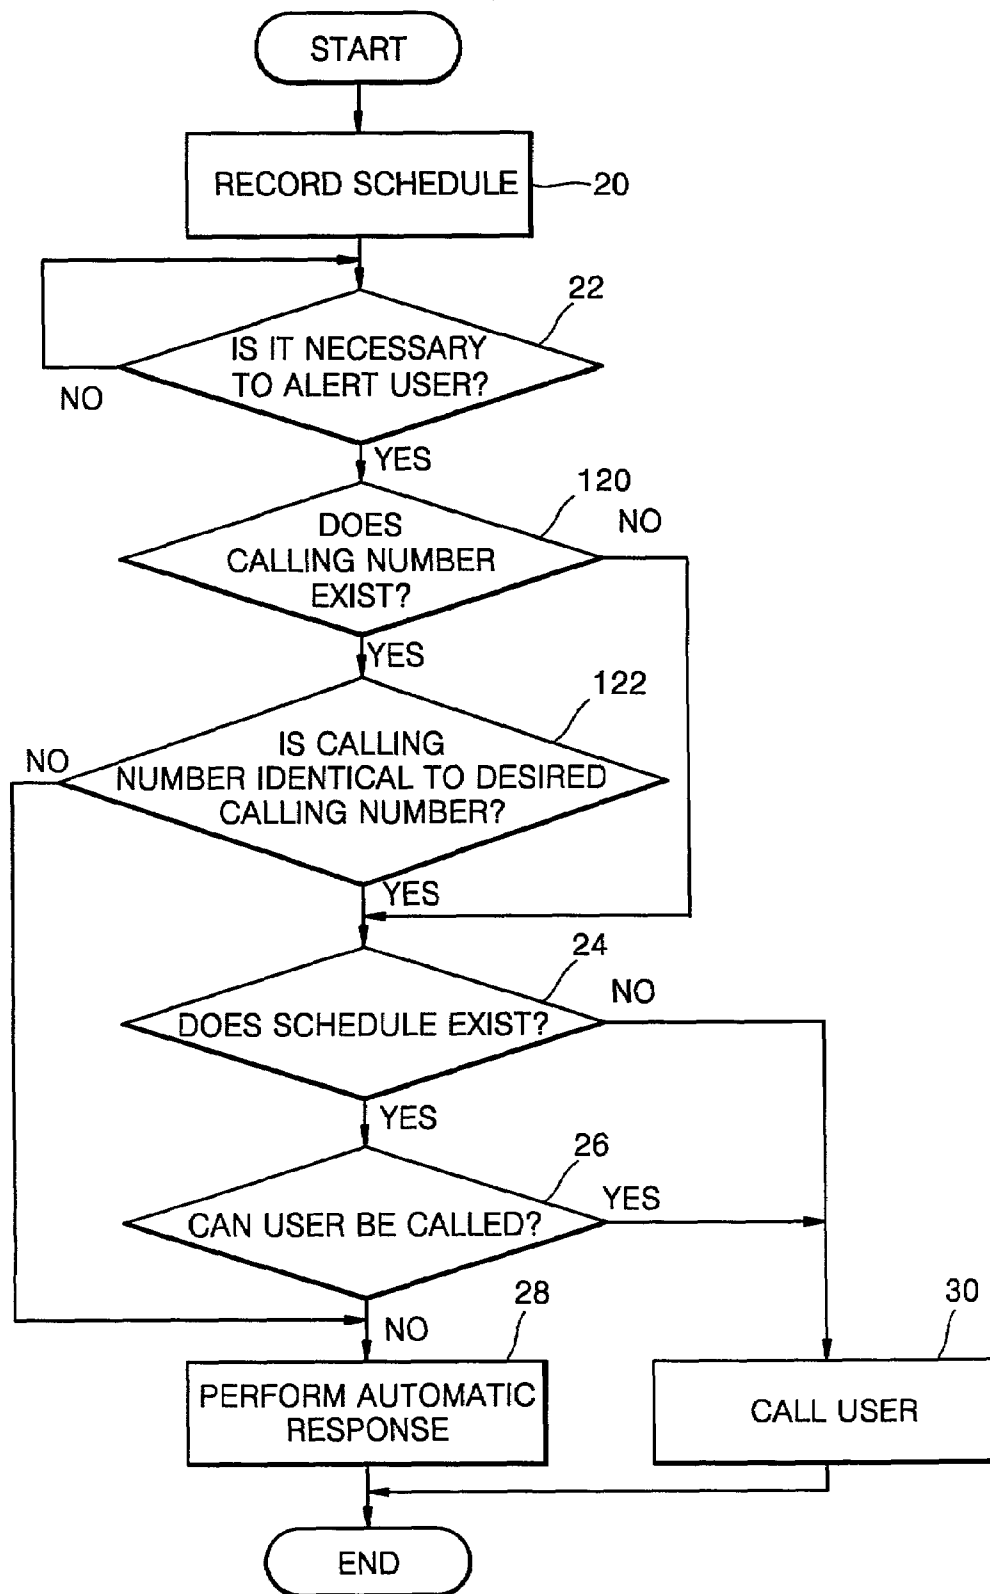 START
RECORD SCHEDULE
20
22
IS IT NECESSARY
TO ALERT USER?
NO
YES
120
NO
DOES
CALLING NUMBER
EXIST?
YES
122
NO
IS CALLING
NUMBER IDENTICAL TO DESIRED
CALLING NUMBER?
YES
24
NO
DOES SCHEDULE EXIST?
YES
26
YES
CAN USER BE CALLED?
NO
28
30
PERFORM AUTOMATIC
RESPONSE
CALL USER
END